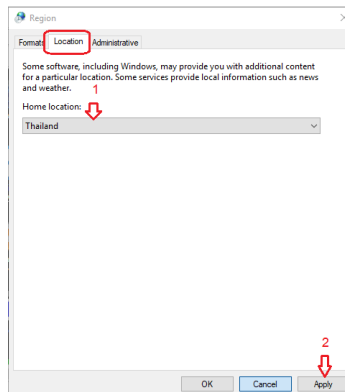 Region
Formats Location Administrative
Some software, including Windows, may provide you with additional content
for a particular location. Some services provide local information such as news
and weather.
1
Home location:
Thailand
2
OK Cancel Apply